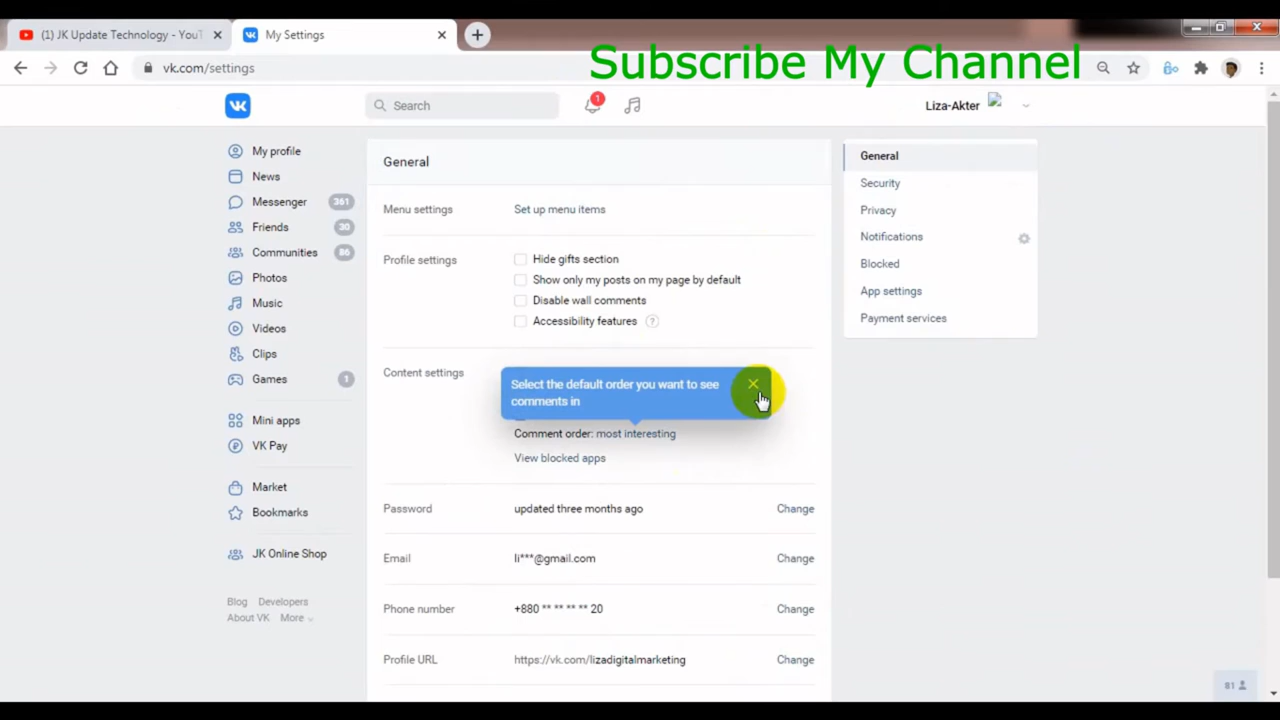 (1) JK Update Technology - YouT
My Settings
Subscribe My Channel
vk.com/settings
Search
1
Liza-Akter
My profile
News
Messenger 361
Friends 30
Communities 86
Photos
Music
Videos
Clips
Games 1
Mini apps
VK Pay
Market
Bookmarks
JK Online Shop
Blog Developers
About VK More
General
Menu settings Set up menu items
Profile settings Hide gifts section
Show only my posts on my page by default
Disable wall comments
Accessibility features ?
Content settings
Select the default order you want to see
comments in
Comment order: most interesting
View blocked apps
Password updated three months ago Change
Email li***@gmail.com Change
Phone number +880 ** ** ** ** 20 Change
Profile URL https://vk.com/lizadigitalmarketing Change
General
Security
Privacy
Notifications
Blocked
App settings
Payment services
81